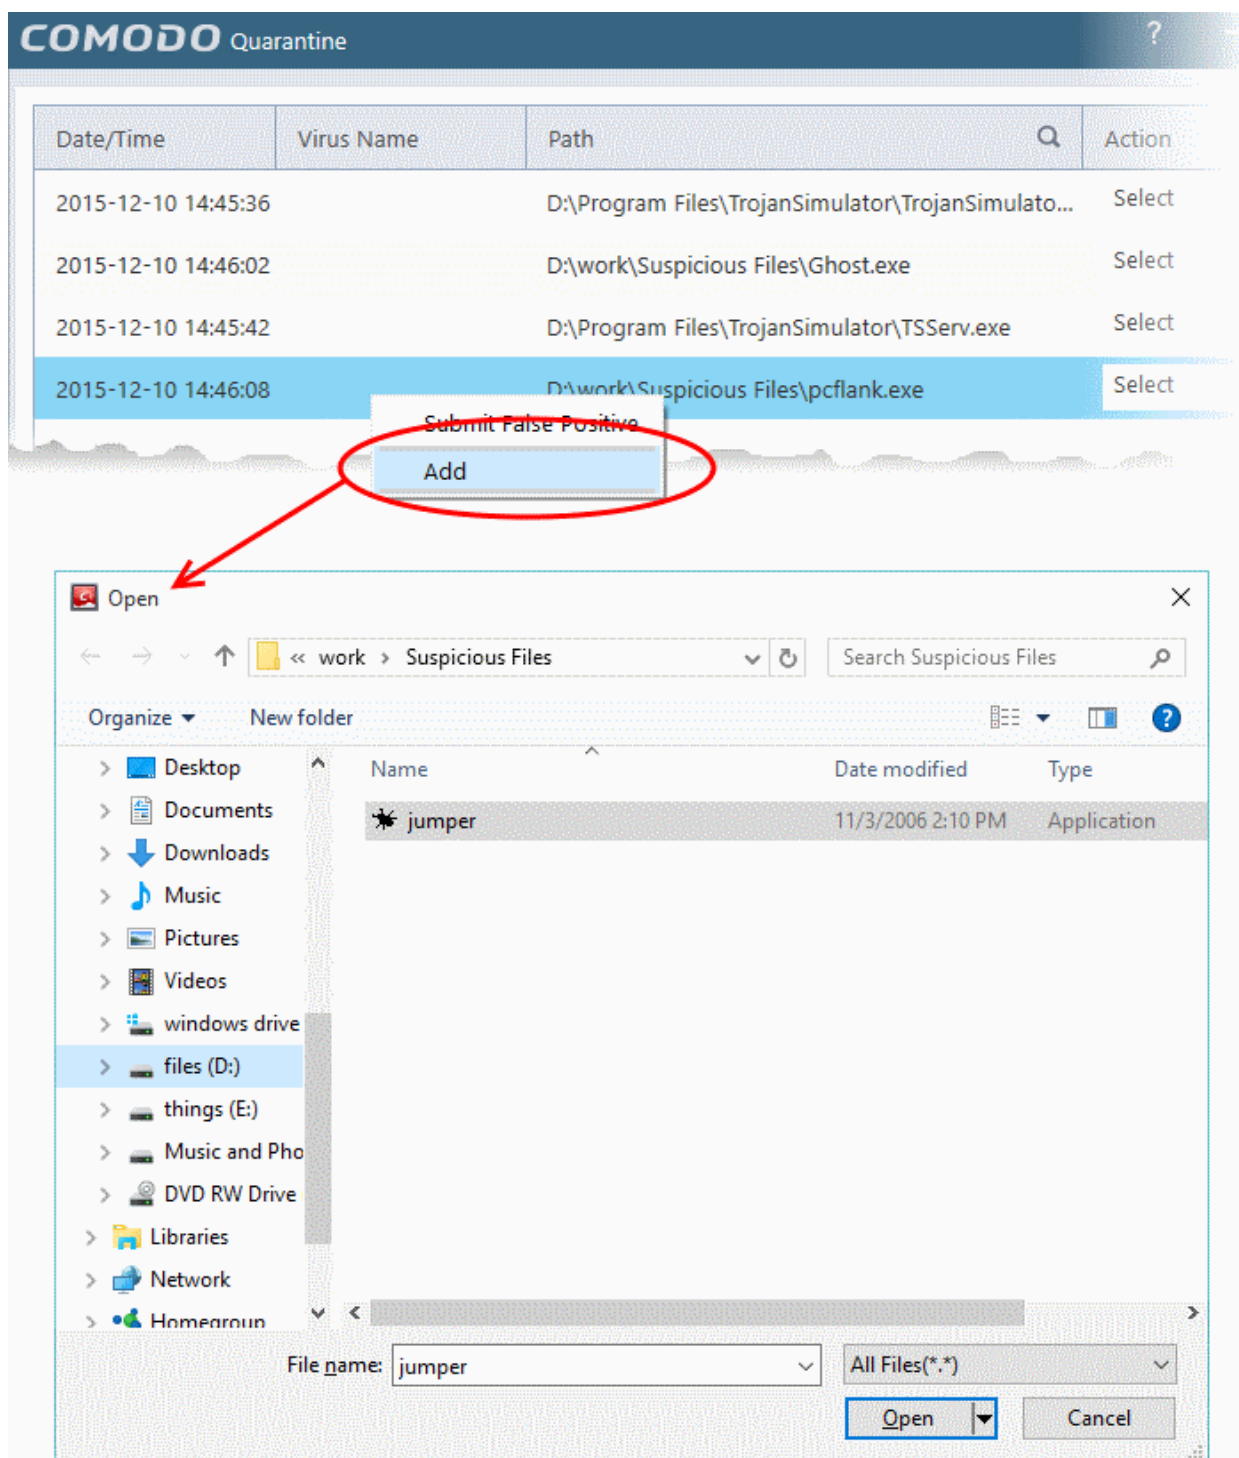 COMODO Quarantine ?
Date/Time Virus Name Path Action
2015-12-10 14:45:36 D:\Program Files\TrojanSimulator\TrojanSimulato... Select
2015-12-10 14:46:02 D:\work\Suspicious Files\Ghost.exe Select
2015-12-10 14:45:42 D:\Program Files\TrojanSimulator\TSServ.exe Select
2015-12-10 14:46:08 D:\work\Suspicious Files\pcflank.exe Select
Submit False Positive
Add
Open
« work › Suspicious Files Search Suspicious Files
Organize New folder ?
Desktop Name Date modified Type
Documents jumper 11/3/2006 2:10 PM Application
Downloads
Music
Pictures
Videos
windows drive
files (D:)
things (E:)
Music and Pho
DVD RW Drive
Libraries
Network
Homegroup
File name: jumper All Files(*.*)
Open Cancel